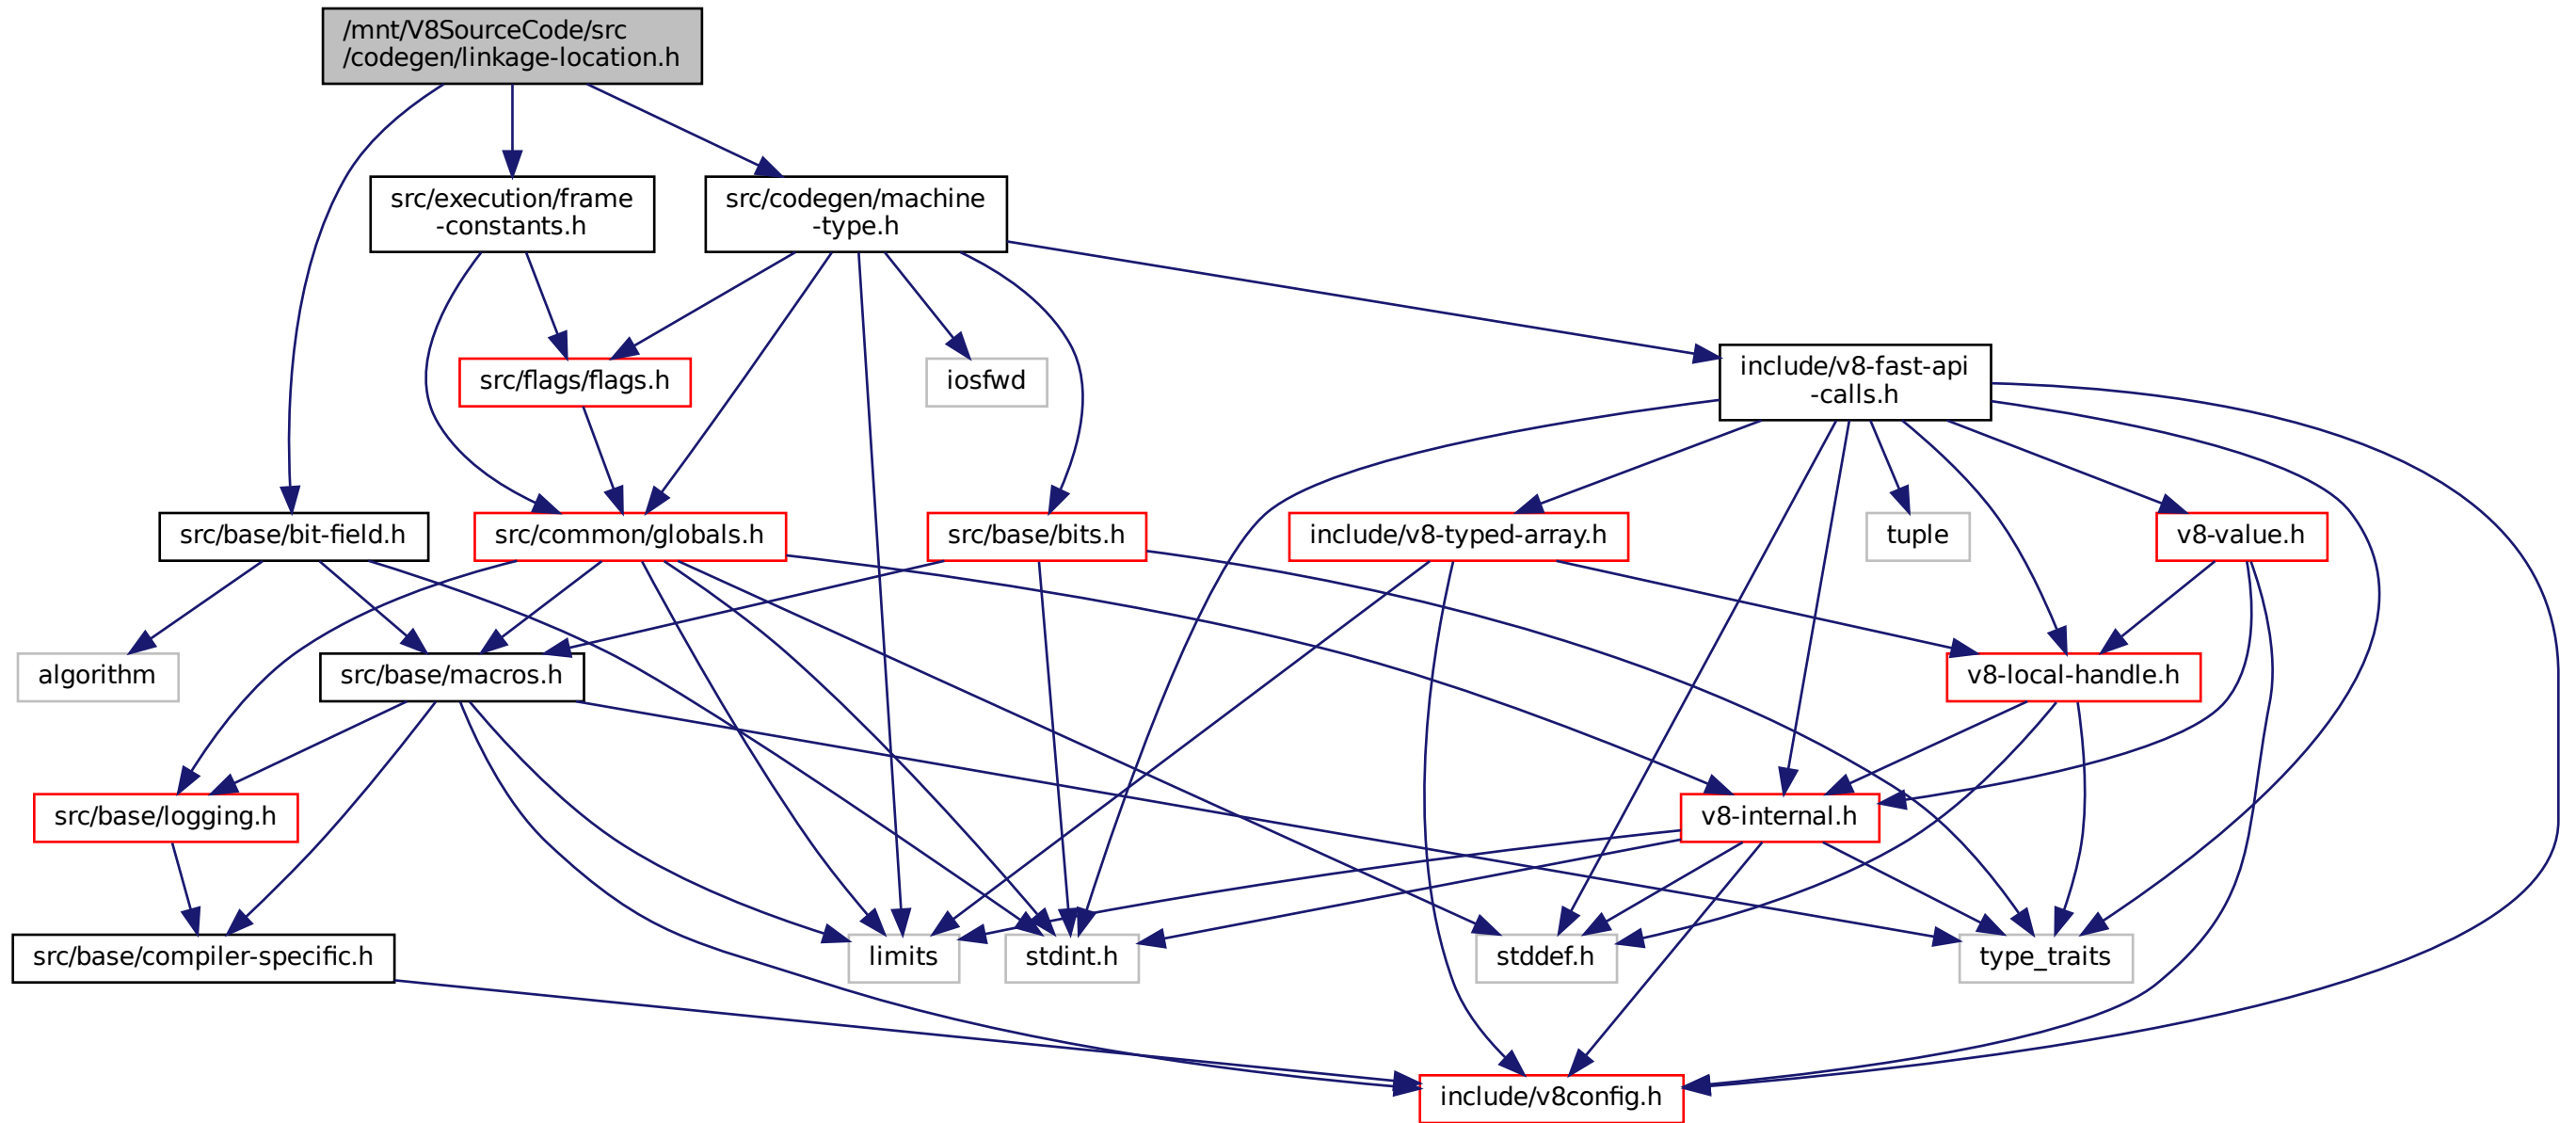 /mnt/V8SourceCode/src
/codegen/linkage-location.h
src/execution/frame
-constants.h
src/codegen/machine
-type.h
src/flags/flags.h
iosfwd
include/v8-fast-api
-calls.h
src/base/bit-field.h
src/common/globals.h
src/base/bits.h
include/v8-typed-array.h
tuple
v8-value.h
algorithm
src/base/macros.h
v8-local-handle.h
src/base/logging.h
v8-internal.h
src/base/compiler-specific.h
limits
stdint.h
stddef.h
type_traits
include/v8config.h